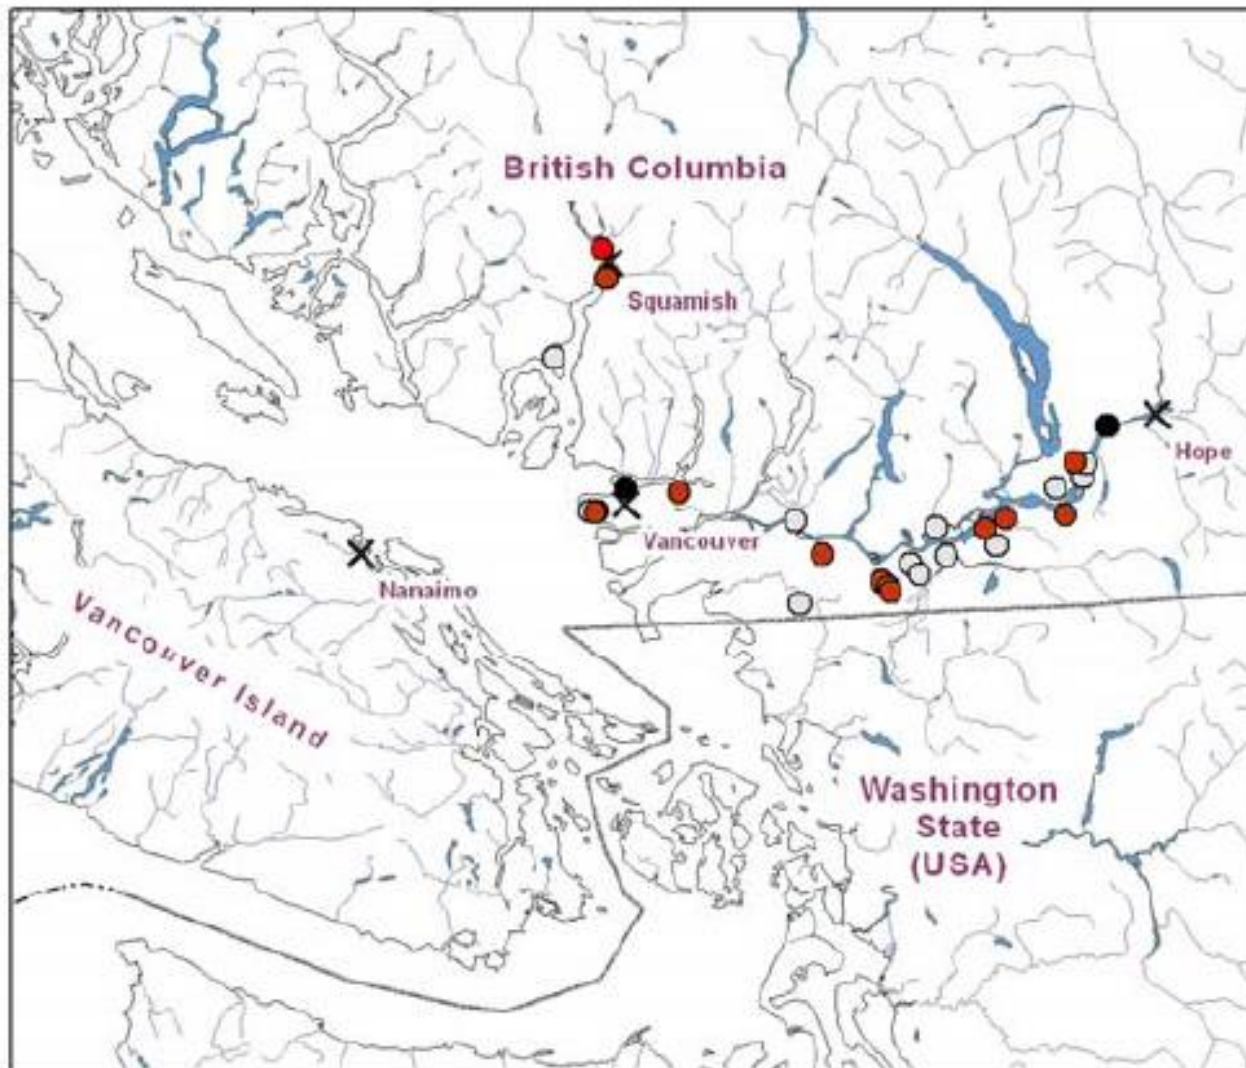 British Columbia
Squamish
Hope
Vancouver
Nanaimo
Vancouver Island
Washington
State
(USA)